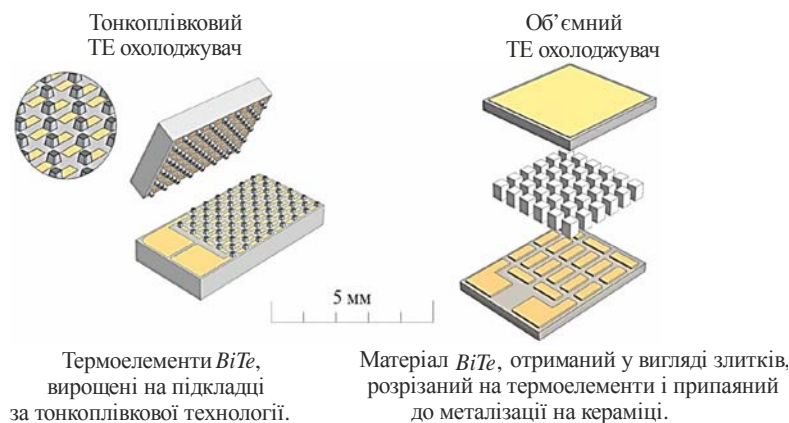 Тонкоплівковий
ТЕ охолоджувач
Об’ємний
ТЕ охолоджувач
5 мм
Термоелементи BiTe,
вирощені на підкладці
за тонкоплівкової технології.
Матеріал BiTe, отриманий у вигляді злитків,
розрізаний на термоелементи і припаяний
до металізації на кераміці.